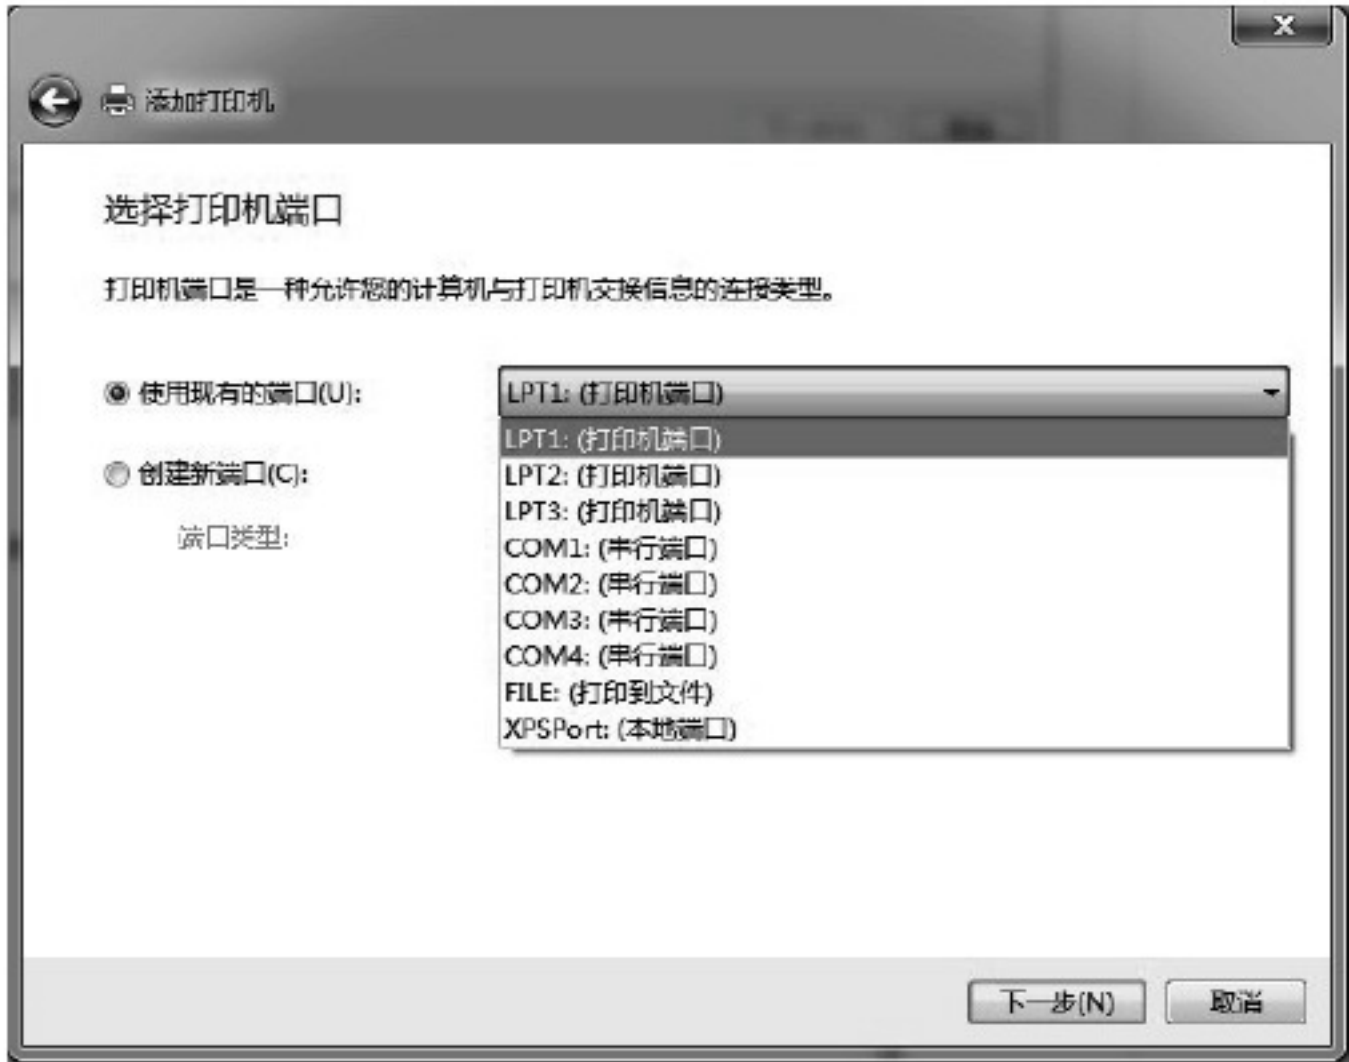 添加打印机
选择打印机端口
打印机端口是一种允许您的计算机与打印机交换信息的连接类型。
使用现有的端口(U):
LPT1: (打印机端口)
LPT1: (打印机端口)
LPT2: (打印机端口)
LPT3: (打印机端口)
COM1: (串行端口)
COM2: (串行端口)
COM3: (串行端口)
COM4: (串行端口)
FILE: (打印到文件)
XPSPort: (本地端口)
创建新端口(C):
端口类型:
下一步(N)
取消